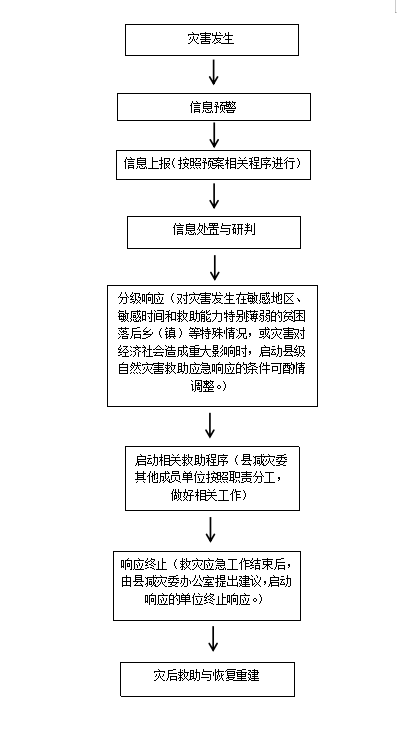 灾害发生
信息预警
信息上报（按照预案相关程序进行）
信息处置与研判
分级响应（对灾害发生在敏感地区、
敏感时间和救助能力特别薄弱的贫困
落后乡（镇）等特殊情况，或灾害对
经济社会造成重大影响时，启动县级
自然灾害救助应急响应的条件可酌情
调整。）
启动相关救助程序（县减灾委
其他成员单位按照职责分工，
做好相关工作）
响应终止（救灾应急工作结束后，
由县减灾委办公室提出建议，启动
响应的单位终止响应。）
灾后救助与恢复重建